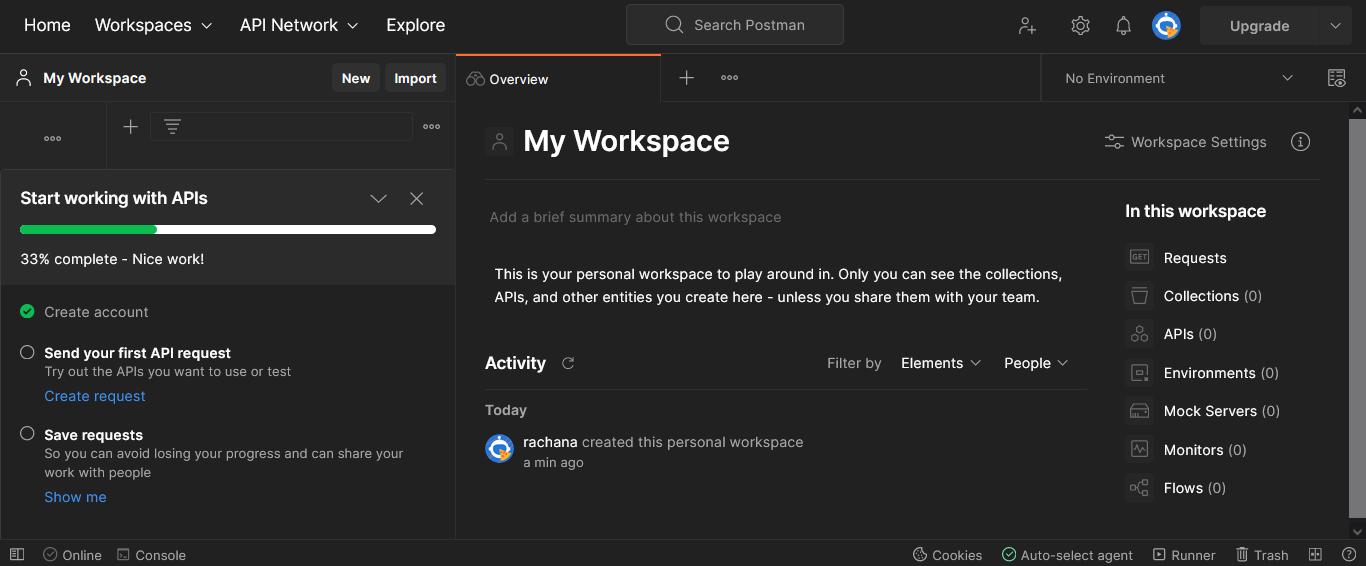 Home Workspaces API Network Explore Search Postman Upgrade
My Workspace New Import Overview No Environment
My Workspace
Workspace Settings
Start working with APIs
33% complete - Nice work!
Create account
Send your first API request
Try out the APIs you want to use or test
Create request
Save requests
So you can avoid losing your progress and can share your
work with people
Show me
Add a brief summary about this workspace
This is your personal workspace to play around in. Only you can see the collections,
APIs, and other entities you create here - unless you share them with your team.
Activity Filter by Elements People
Today
rachana created this personal workspace
a min ago
In this workspace
GET Requests
Collections (0)
APIs (0)
Environments (0)
Mock Servers (0)
Monitors (0)
Flows (0)
Online Console Cookies Auto-select agent Runner Trash